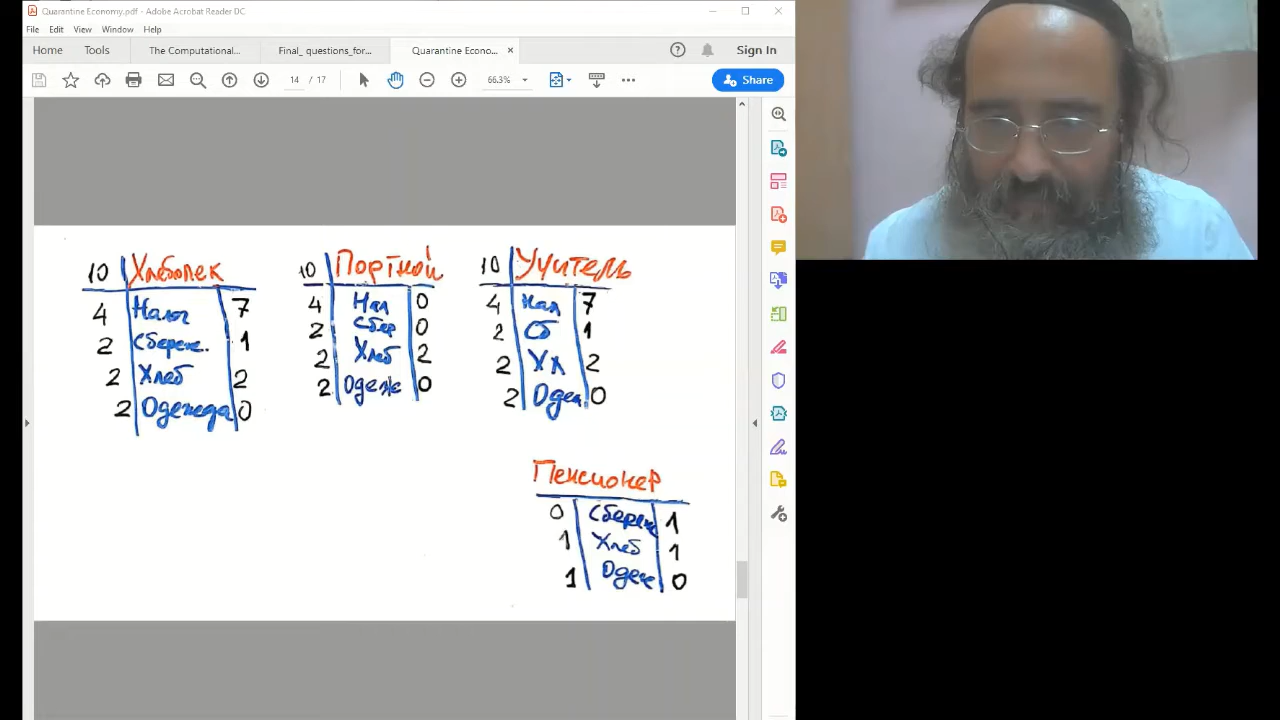 Quarantine Economy.pdf - Adobe Acrobat Reader DC
File Edit View Window Help
Home Tools The Computational... Final_ questions_for... Quarantine Econo... × Sign In
14 / 17 66.3% Share
10 Хлебопек
4 Налог 7
2 Сбереж. 1
2 Хлеб 2
2 Одежда 0
10 Портной
4 Нал 0
2 Сбер 0
2 Хлеб 2
2 Одеж 0
10 Учитель
4 Нал 7
2 Сб 1
2 Хл 2
2 Одеж 0
Пенсионер
0 Сбереж 1
1 Хлеб 1
1 Одеж 0